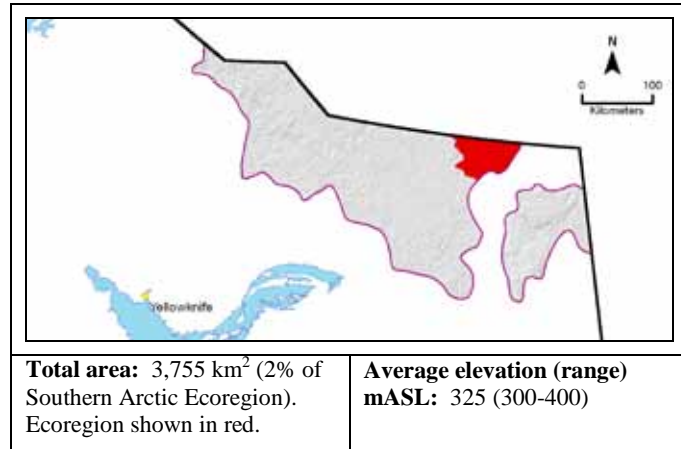 N
0 100
Kilometers
Yellowknife
Total area: 3,755 km² (2% of
Southern Arctic Ecoregion).
Ecoregion shown in red.
Average elevation (range)
mASL: 325 (300-400)